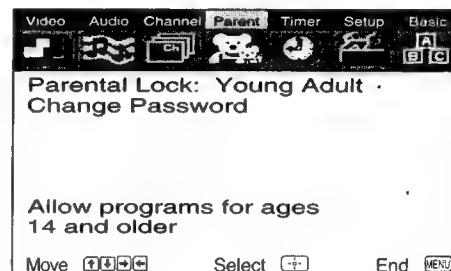 Video Audio Channel Parent Timer Setup Basic
Ch A
B C
Parental Lock: Young Adult
Change Password
Allow programs for ages
14 and older
Move Select End MENU